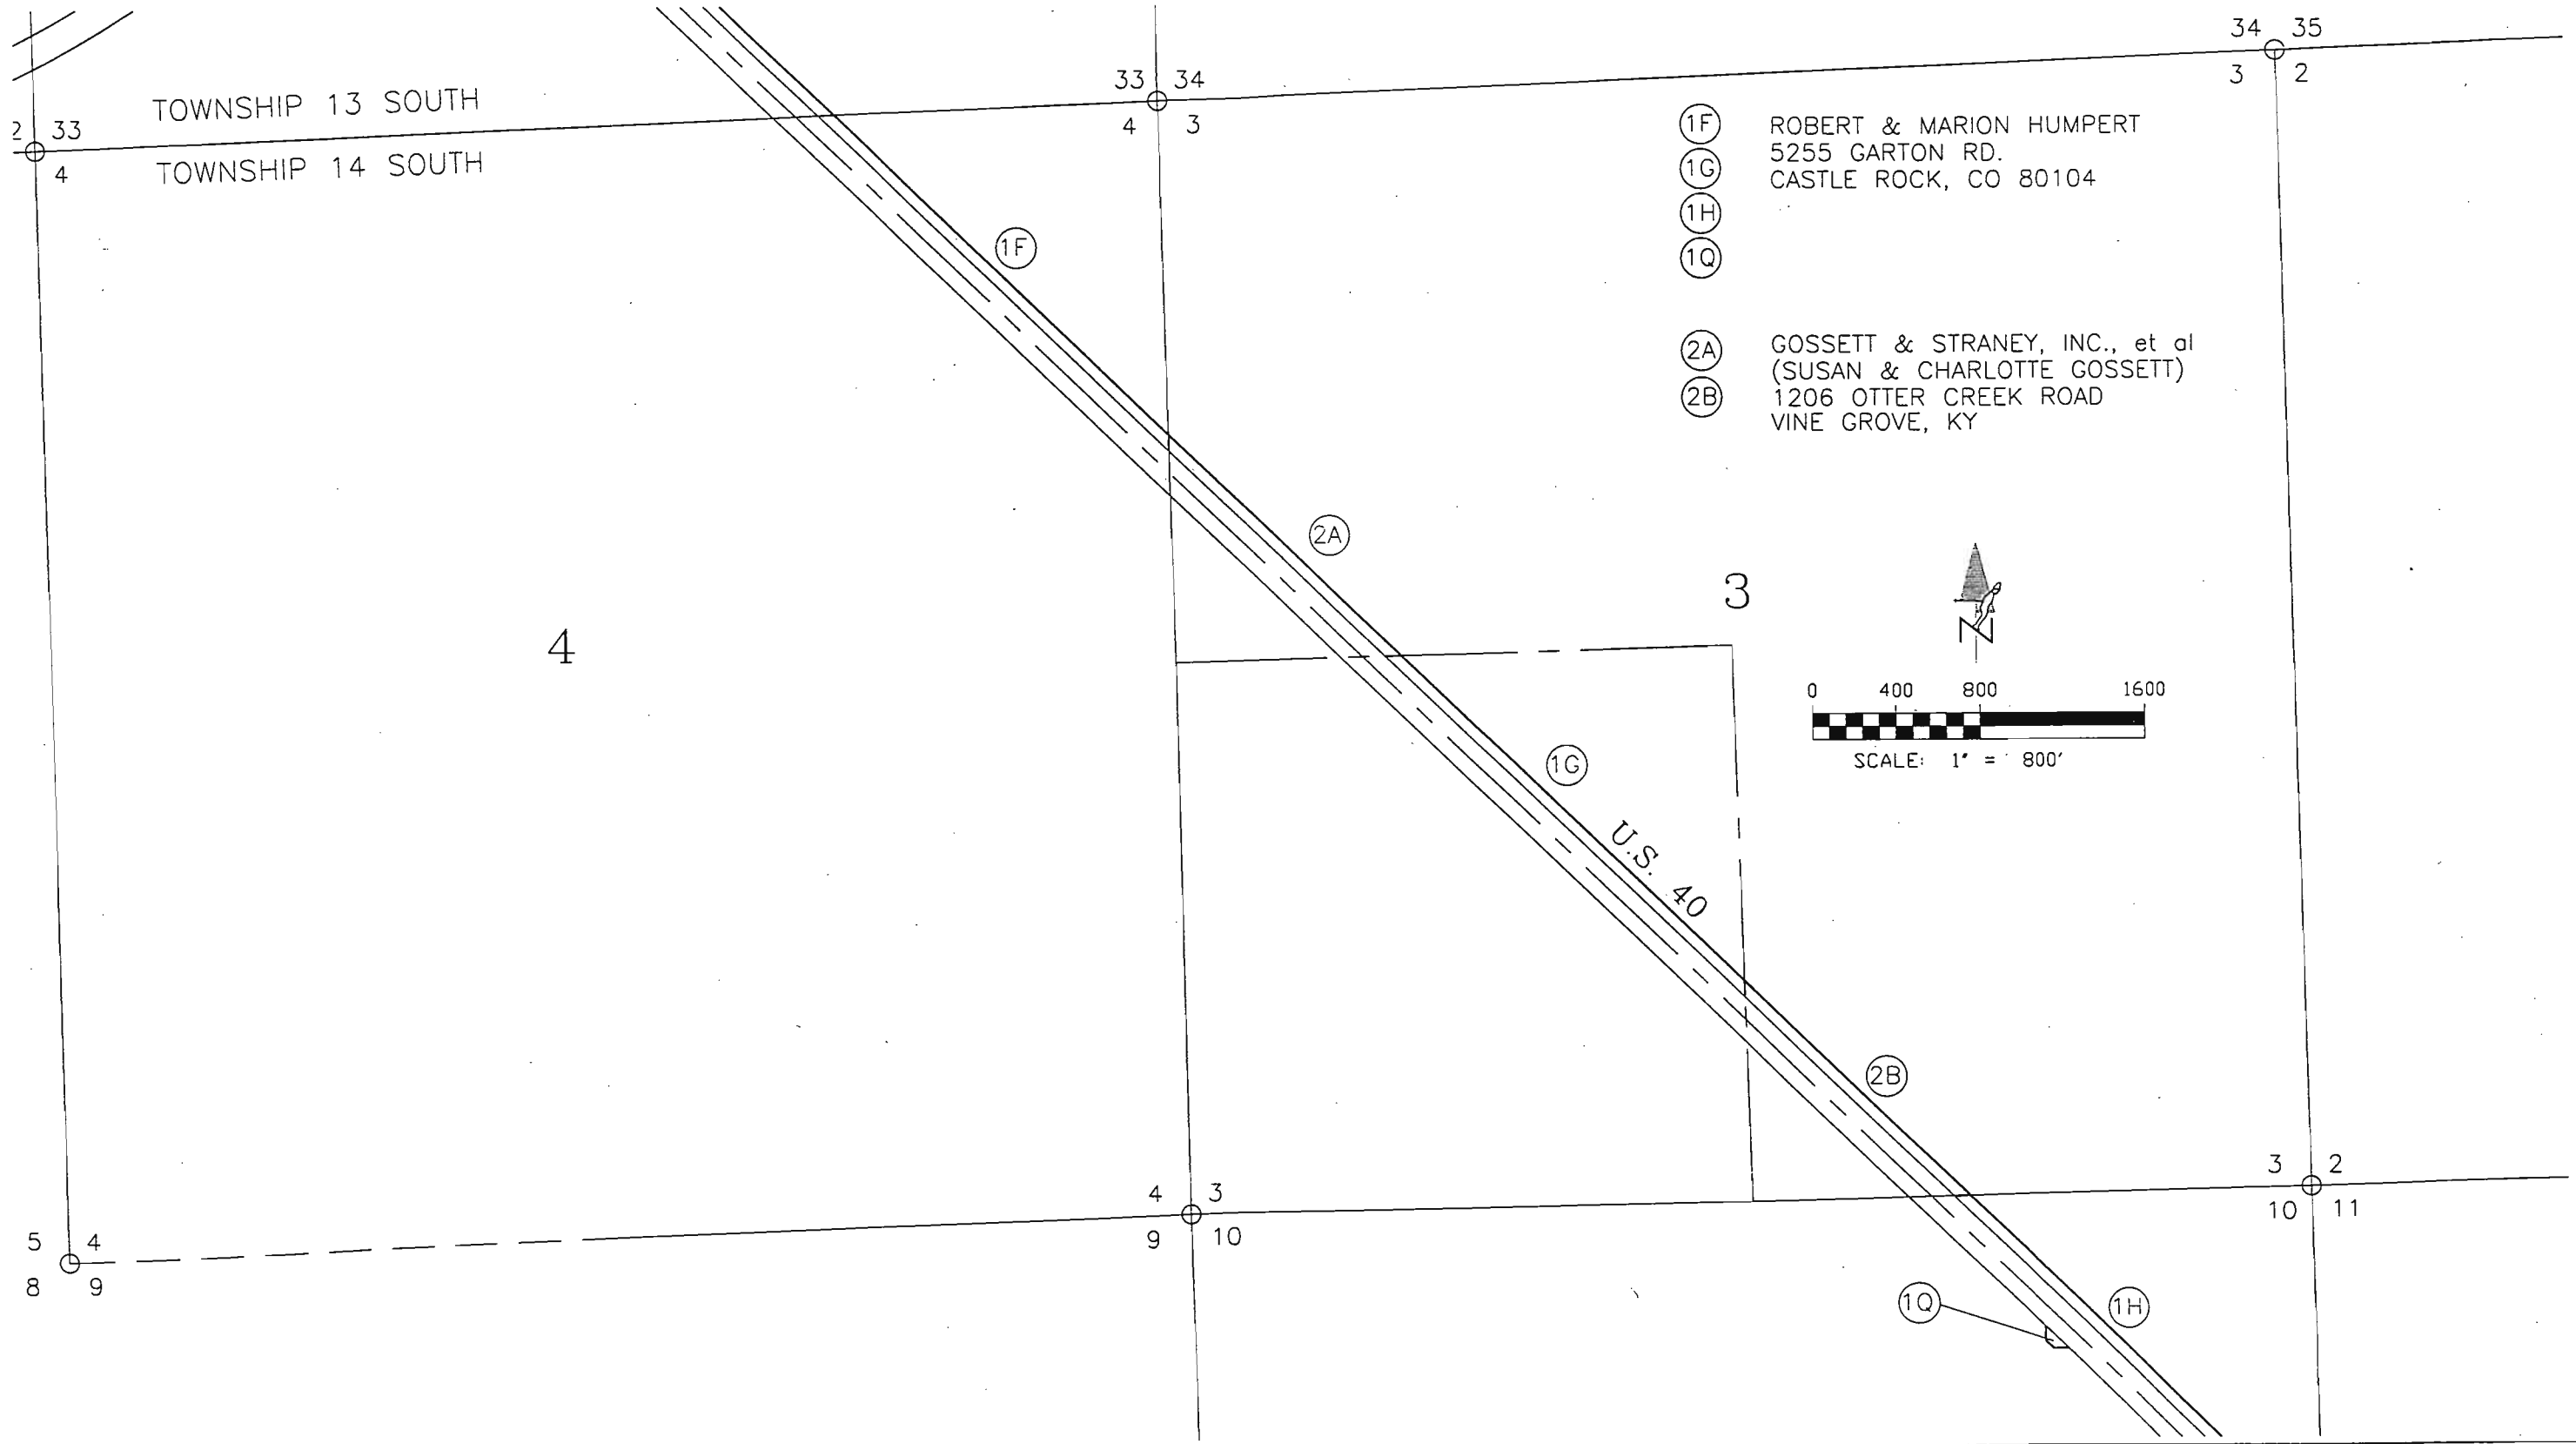 34 35
3 2
33 34
4 3
TOWNSHIP 13 SOUTH
2 33
4
TOWNSHIP 14 SOUTH
1F ROBERT & MARION HUMPERT
5255 GARTON RD.
1G
CASTLE ROCK, CO 80104
1H
1Q
1F
2A GOSSETT & STRANEY, INC., et al
(SUSAN & CHARLOTTE GOSSETT)
2B 1206 OTTER CREEK ROAD
VINE GROVE, KY
2A
3
4
N
0 400 800 1600
SCALE: 1" = 800'
1G
U.S. 40
2B
3 2
10 11
4 3
9 10
5 4
8 9
1Q
1H